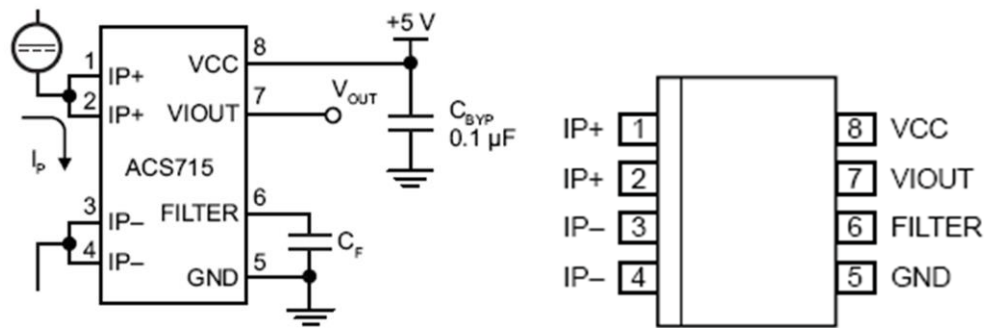 +5 V
1 IP+ VCC 8
2 IP+ VIOUT 7 VOUT
CBYP
0.1 µF
IP
ACS715
3 IP– FILTER 6
CF
4 IP– GND 5
IP+ 1 8 VCC
IP+ 2 7 VIOUT
IP– 3 6 FILTER
IP– 4 5 GND